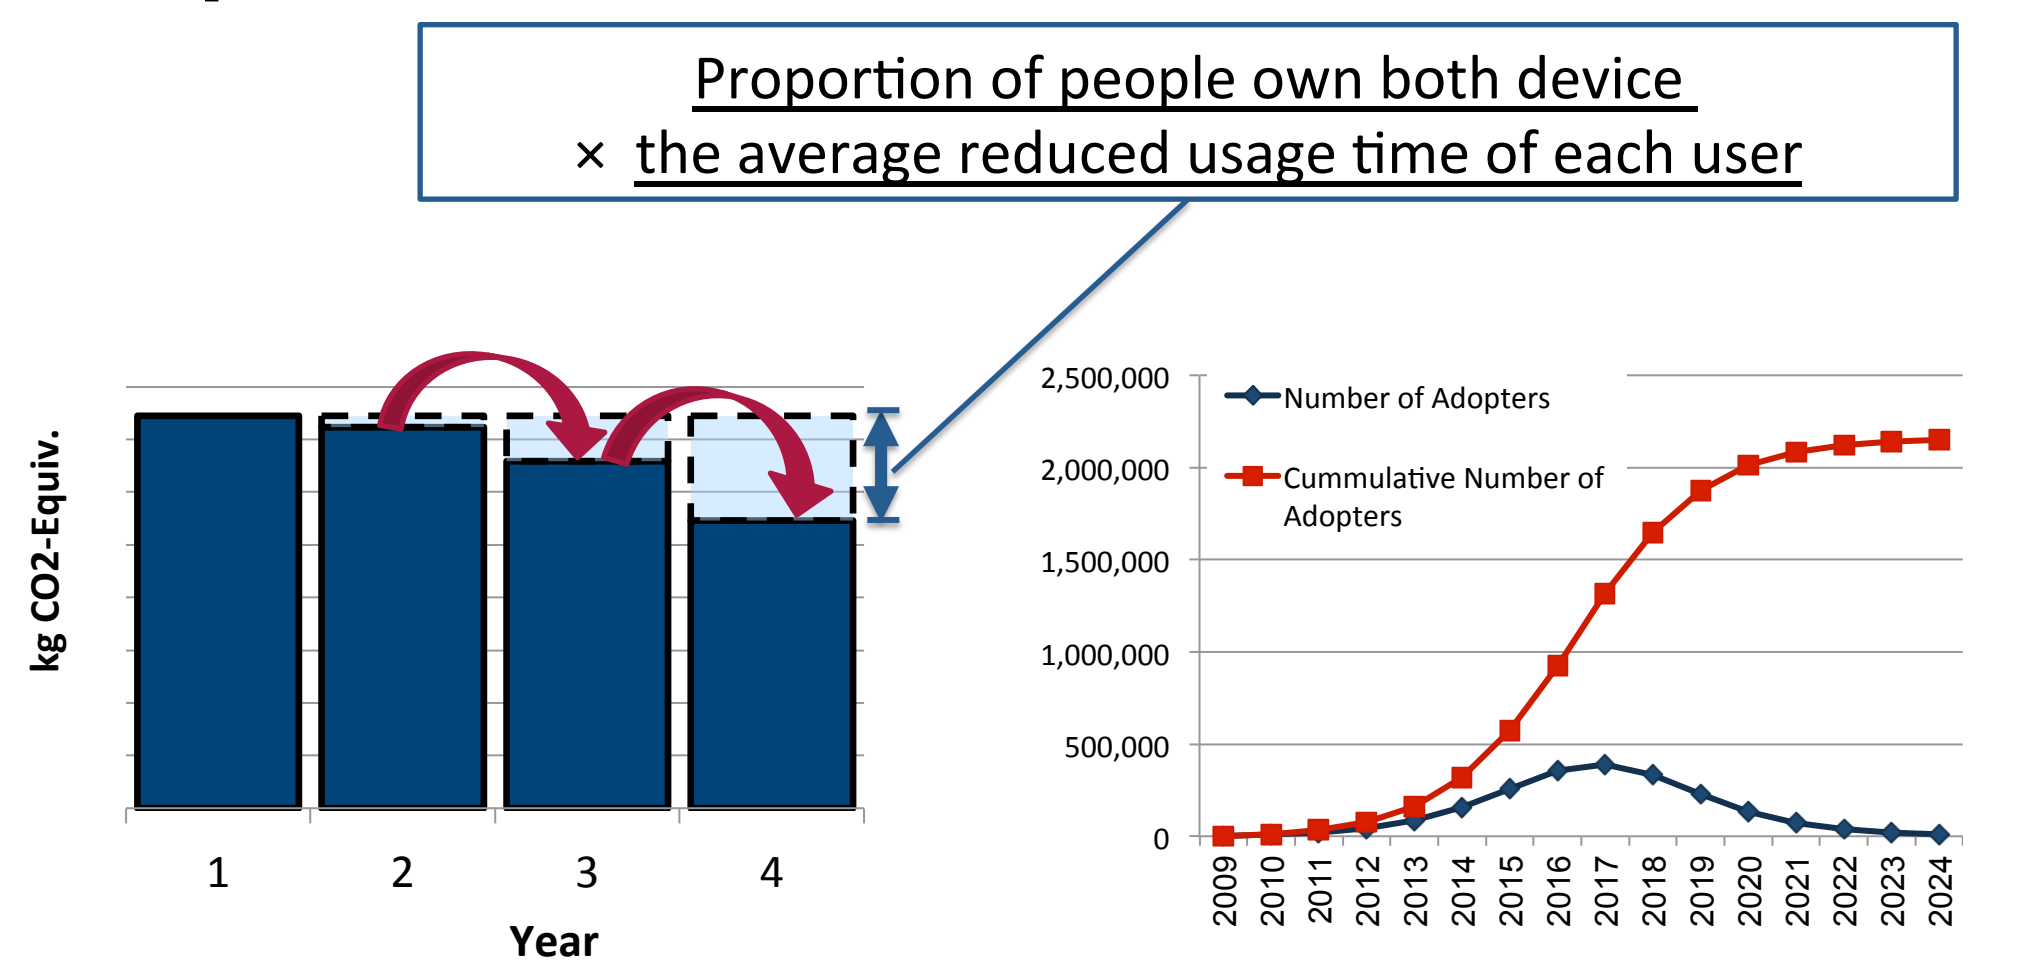 Proportion of people own both device
× the average reduced usage time of each user
kg CO2-Equiv.
1 2 3 4
Year
2,500,000
2,000,000
1,500,000
1,000,000
500,000
0
Number of Adopters
Cummulative Number of
Adopters
2009 2010 2011 2012 2013 2014 2015 2016 2017 2018 2019 2020 2021 2022 2023 2024